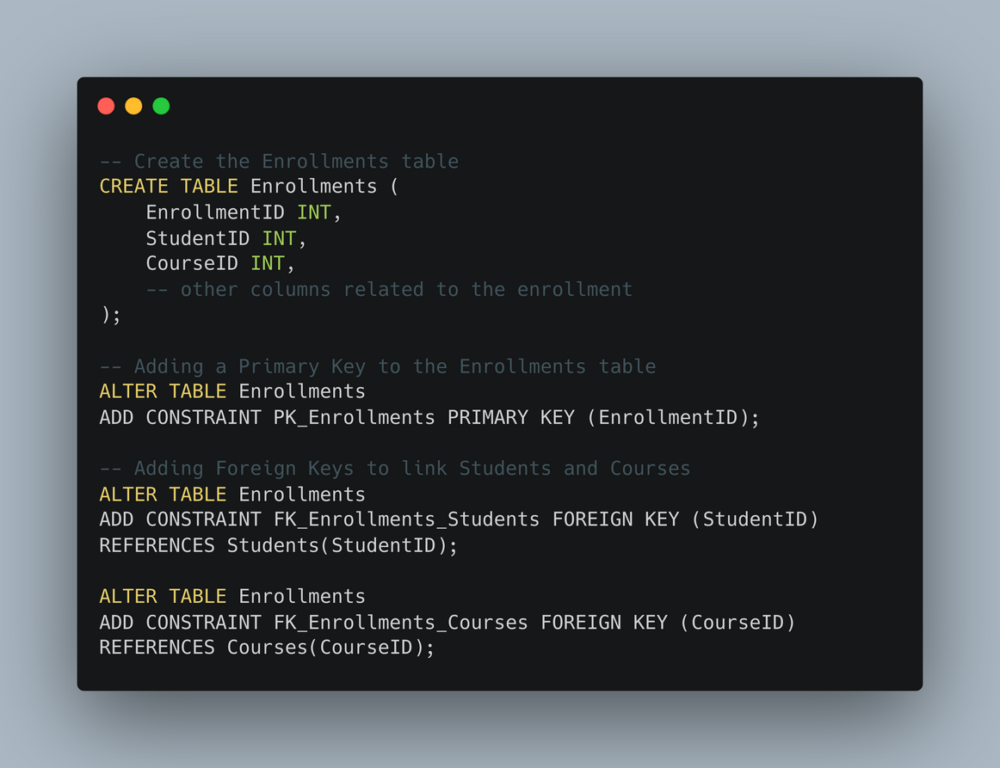 -- Create the Enrollments table
CREATE TABLE Enrollments (
    EnrollmentID INT,
    StudentID INT,
    CourseID INT,
    -- other columns related to the enrollment
);

-- Adding a Primary Key to the Enrollments table
ALTER TABLE Enrollments
ADD CONSTRAINT PK_Enrollments PRIMARY KEY (EnrollmentID);

-- Adding Foreign Keys to link Students and Courses
ALTER TABLE Enrollments
ADD CONSTRAINT FK_Enrollments_Students FOREIGN KEY (StudentID)
REFERENCES Students(StudentID);

ALTER TABLE Enrollments
ADD CONSTRAINT FK_Enrollments_Courses FOREIGN KEY (CourseID)
REFERENCES Courses(CourseID);